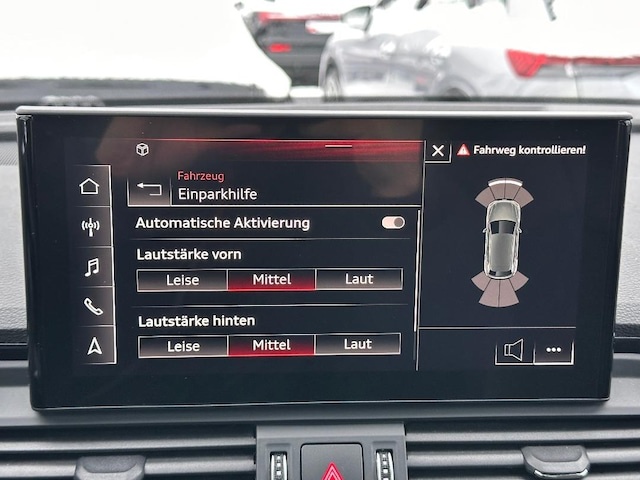 Fahrweg kontrollieren!
Fahrzeug
Einparkhilfe
Automatische Aktivierung
Lautstärke vorn
Leise Mittel Laut
Lautstärke hinten
Leise Mittel Laut